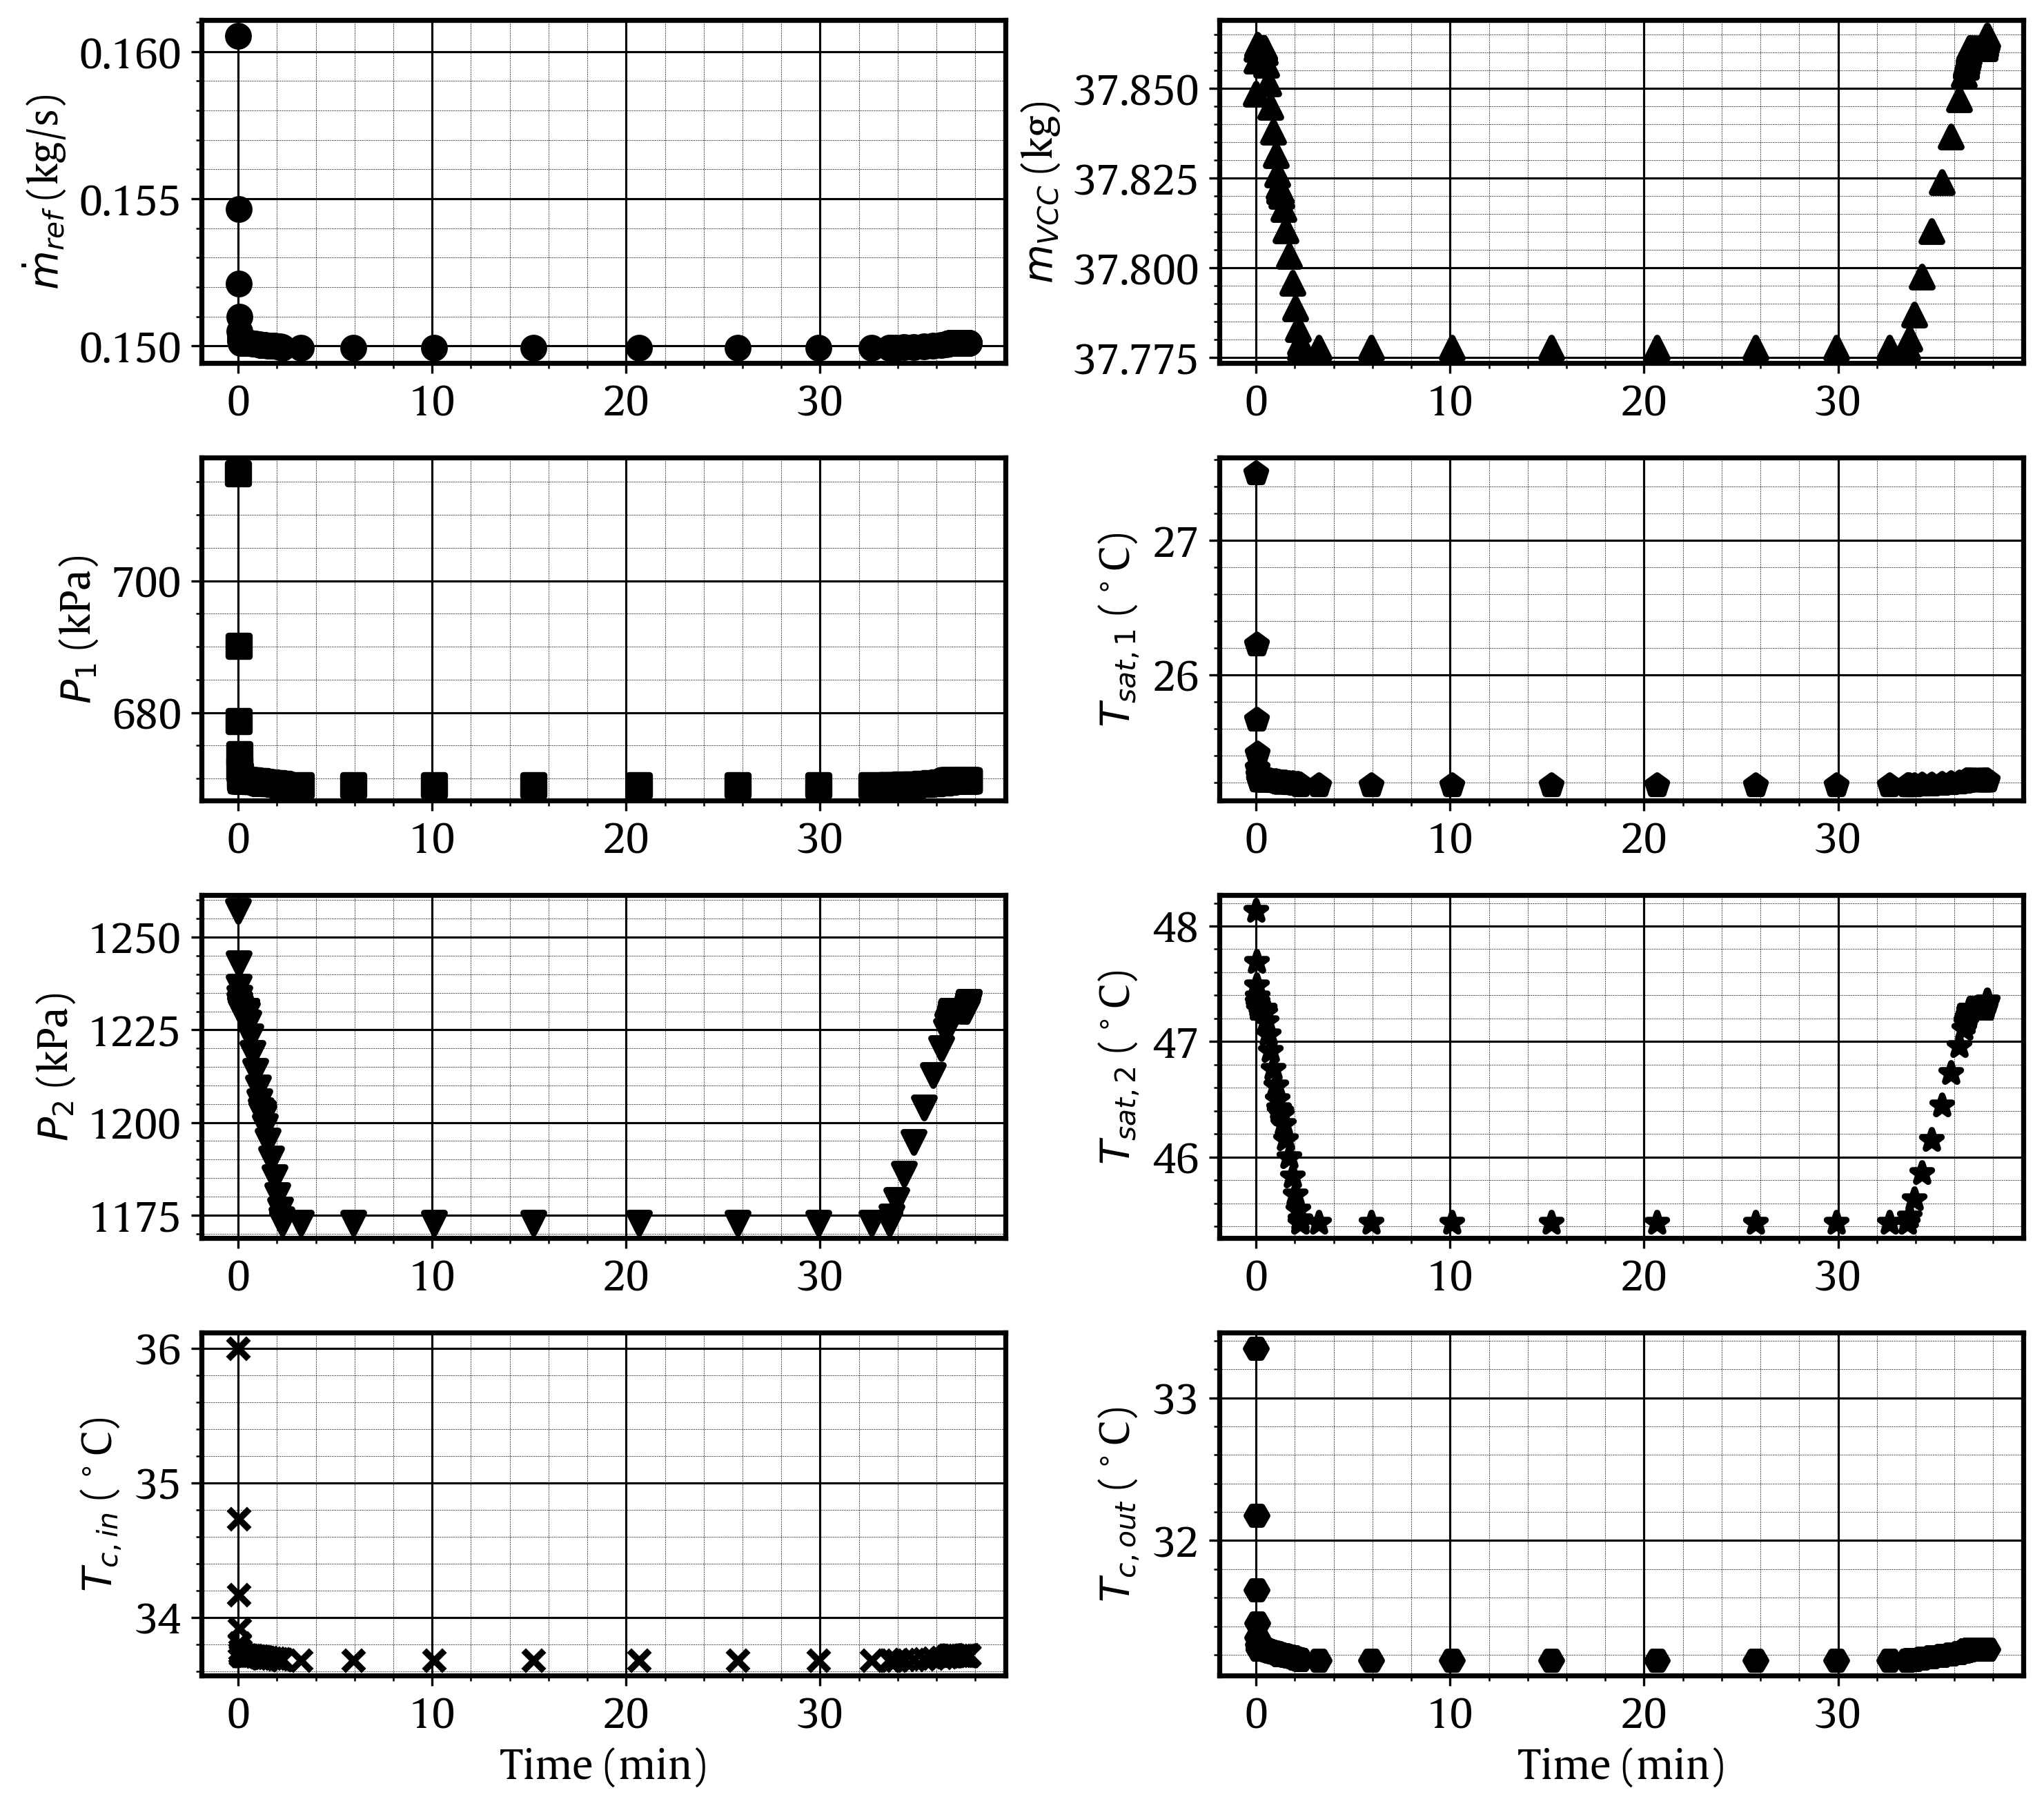 ṁref (kg/s)
0.160
0.155
0.150
0 10 20 30
mVCC (kg)
37.850
37.825
37.800
37.775
0 10 20 30
P1 (kPa)
700
680
0 10 20 30
Tsat,1 (°C)
27
26
0 10 20 30
P2 (kPa)
1250
1225
1200
1175
0 10 20 30
Tsat,2 (°C)
48
47
46
0 10 20 30
Tc,in (°C)
36
35
34
0 10 20 30
Time (min)
Tc,out (°C)
33
32
0 10 20 30
Time (min)